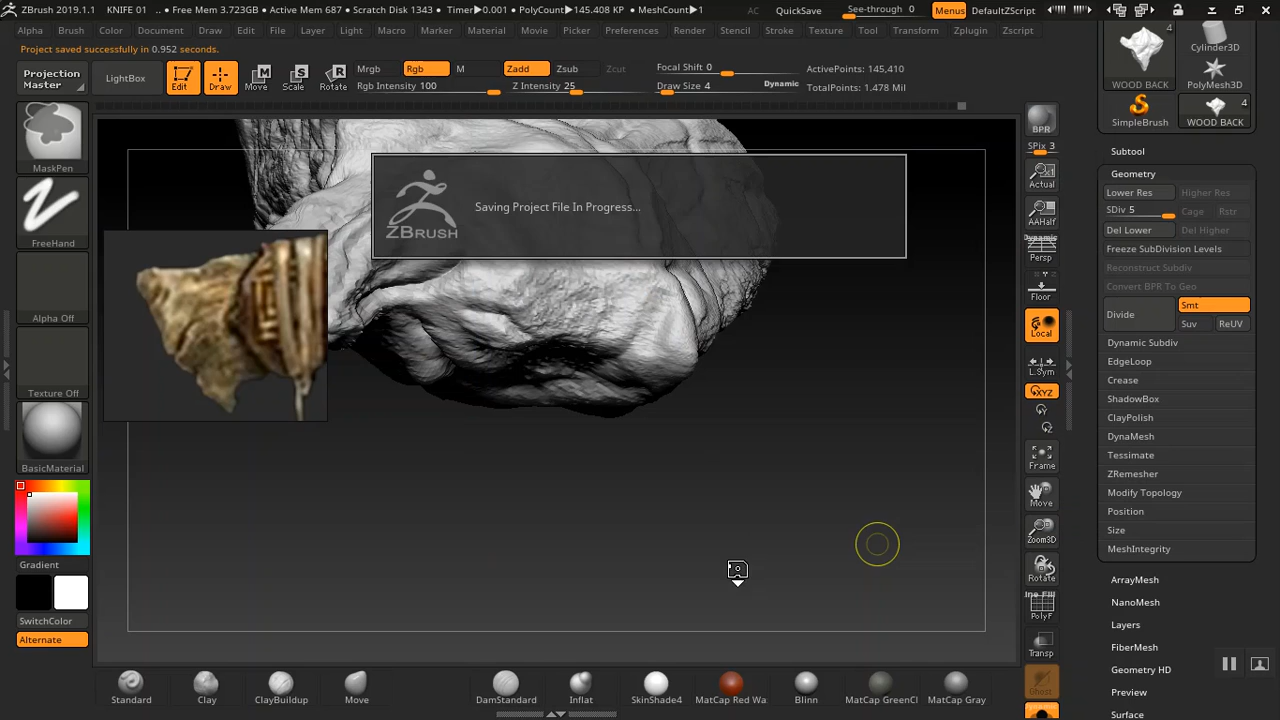 ZBrush 2019.1.1 KNIFE 01 .. • Free Mem 3.723GB • Active Mem 687 • Scratch Disk 1343 • Timer▶0.001 • PolyCount▶145.408 KP • MeshCount▶1 AC QuickSave See-through 0 Menus DefaultZScript
Alpha Brush Color Document Draw Edit File Layer Light Macro Marker Material Movie Picker Preferences Render Stencil Stroke Texture Tool Transform Zplugin Zscript
Project saved successfully in 0.952 seconds.
Projection Master
LightBox
Edit Draw Move Scale Rotate
Mrgb Rgb M Zadd Zsub Zcut
Rgb Intensity 100 Z Intensity 25
Focal Shift 0
Draw Size 4 Dynamic
ActivePoints: 145,410
TotalPoints: 1.478 Mil
MaskPen
FreeHand
Alpha Off
Texture Off
BasicMaterial
Gradient
SwitchColor
Alternate
ZBRUSH
Saving Project File In Progress...
Standard Clay ClayBuildup Move DamStandard Inflat SkinShade4 MatCap Red Wa Blinn MatCap GreenCl MatCap Gray
BPR
SPix 3
Actual
AAHalf
Dynamic
Persp
Floor
Local
L.Sym
XYZ
Frame
Move
Zoom3D
Rotate
Line Fill
PolyF
Transp
Ghost
Dynamic
4
WOOD BACK
Cylinder3D
PolyMesh3D
SimpleBrush
4
WOOD BACK
Subtool
Geometry
Lower Res Higher Res
SDiv 5 Cage Rstr
Del Lower Del Higher
Freeze SubDivision Levels
Reconstruct Subdiv
Convert BPR To Geo
Divide Smt
Suv ReUV
Dynamic Subdiv
EdgeLoop
Crease
ShadowBox
ClayPolish
DynaMesh
Tessimate
ZRemesher
Modify Topology
Position
Size
MeshIntegrity
ArrayMesh
NanoMesh
Layers
FiberMesh
Geometry HD
Preview
Surface